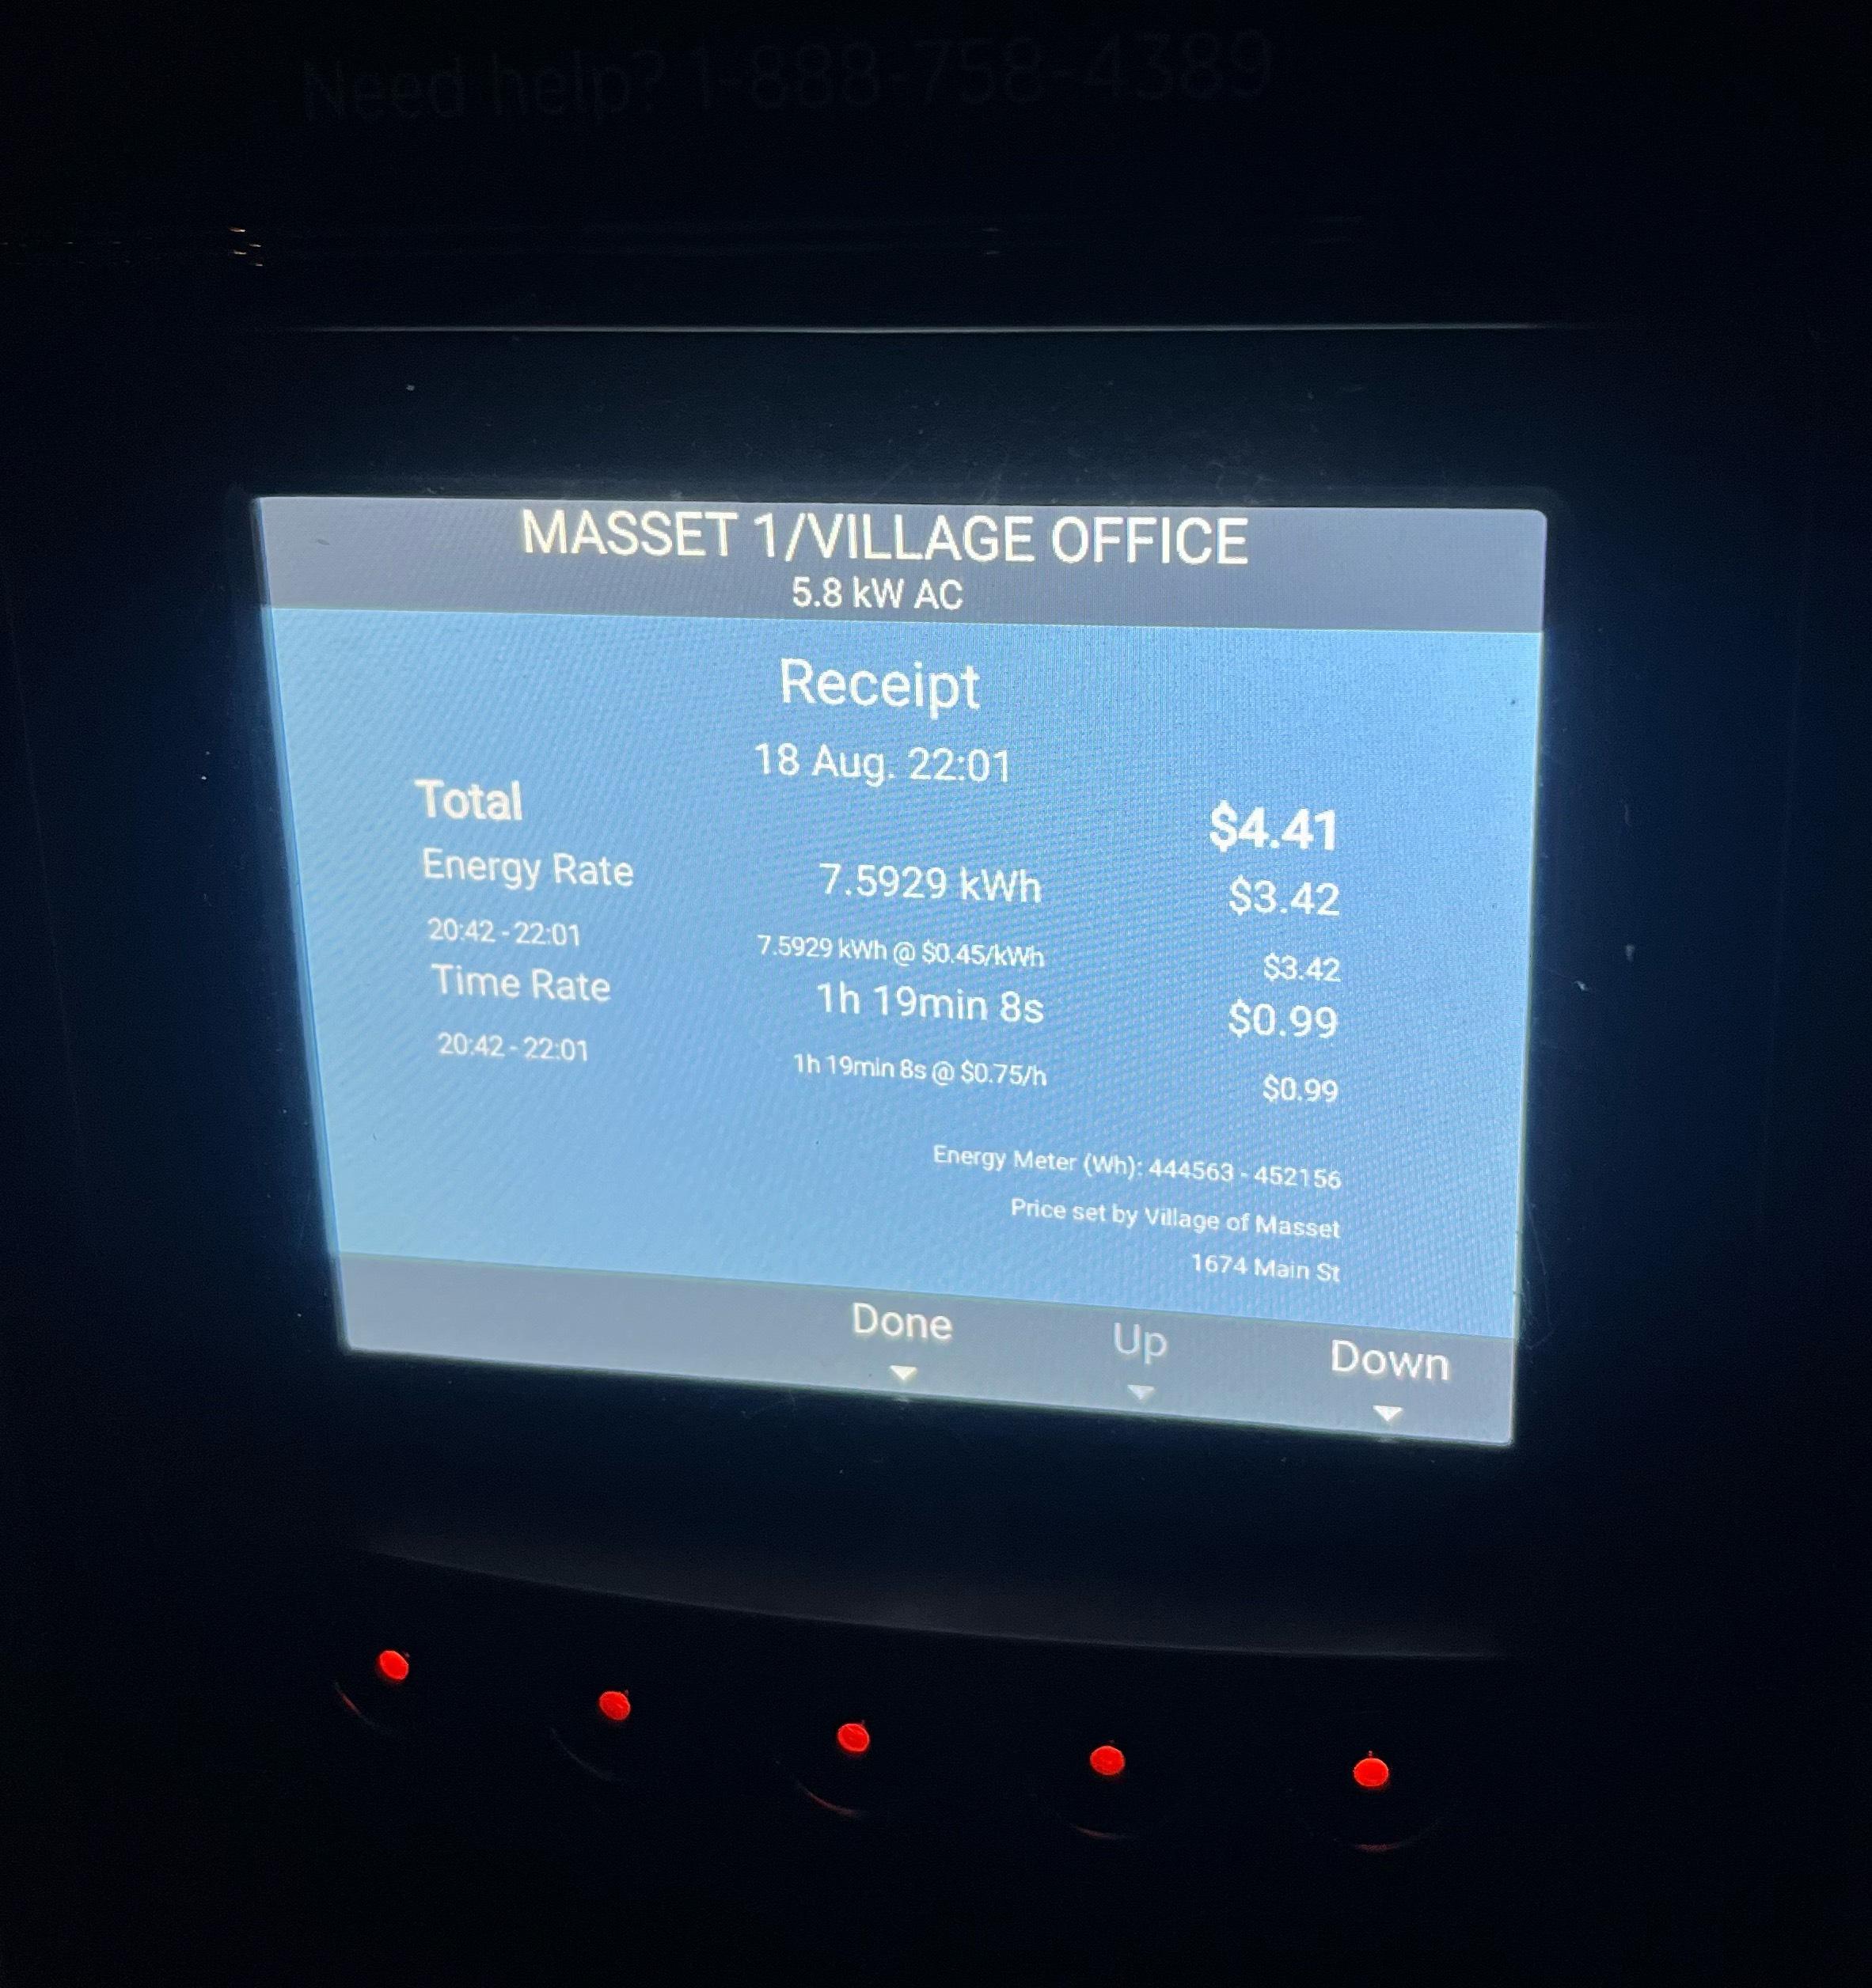 Need help? 1-888-758-4389
MASSET 1/VILLAGE OFFICE
5.8 kW AC
Receipt
18 Aug. 22:01
Total $4.41
Energy Rate 7.5929 kWh $3.42
20:42 - 22:01 7.5929 kWh @ $0.45/kWh $3.42
Time Rate 1h 19min 8s $0.99
20:42 - 22:01 1h 19min 8s @ $0.75/h $0.99
Energy Meter (Wh): 444563 - 452156
Price set by Village of Masset
1674 Main St
Done Up Down